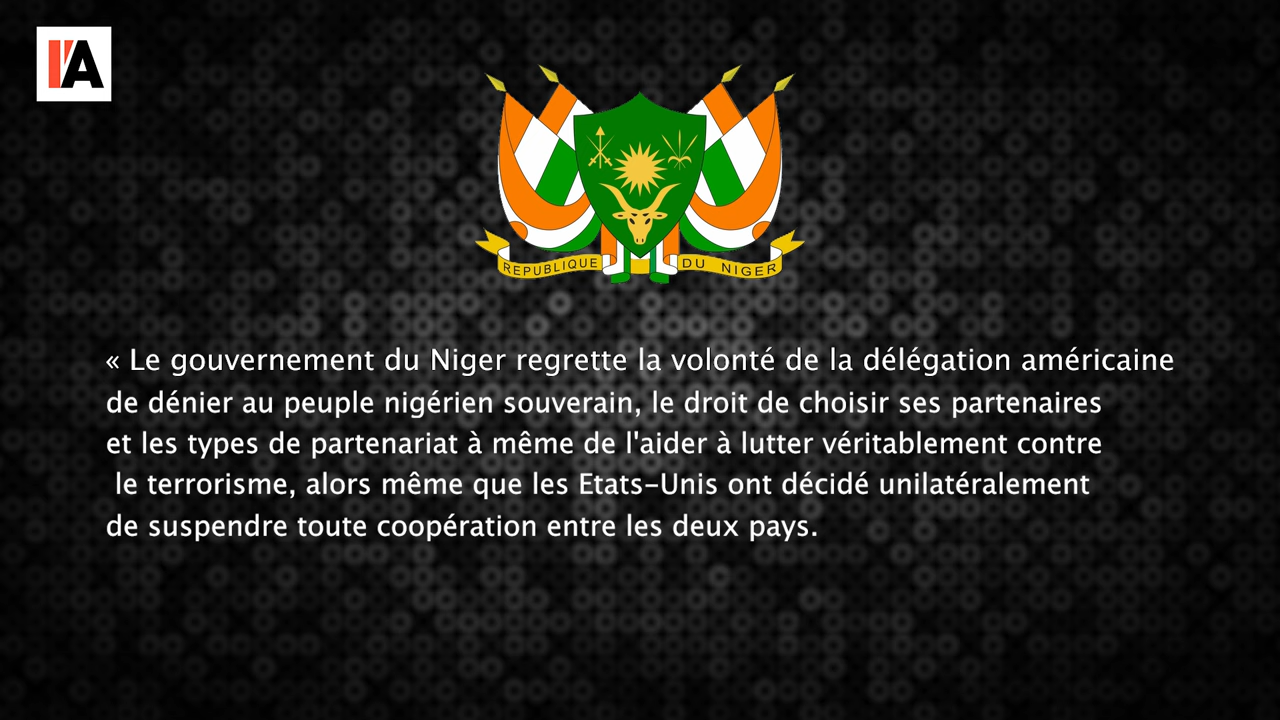 IA
REPUBLIQUE DU NIGER
« Le gouvernement du Niger regrette la volonté de la délégation américaine
de dénier au peuple nigérien souverain, le droit de choisir ses partenaires
et les types de partenariat à même de l'aider à lutter véritablement contre
le terrorisme, alors même que les Etats-Unis ont décidé unilatéralement
de suspendre toute coopération entre les deux pays.